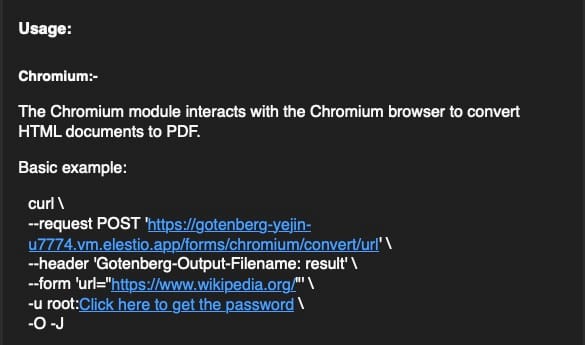 Usage:
Chromium:-
The Chromium module interacts with the Chromium browser to convert
HTML documents to PDF.
Basic example:
curl \
--request POST 'https://gotenberg-yejin-
u7774.vm.elestio.app/forms/chromium/convert/url' \
--header 'Gotenberg-Output-Filename: result' \
--form 'url="https://www.wikipedia.org/"' \
-u root:Click here to get the password \
-O -J